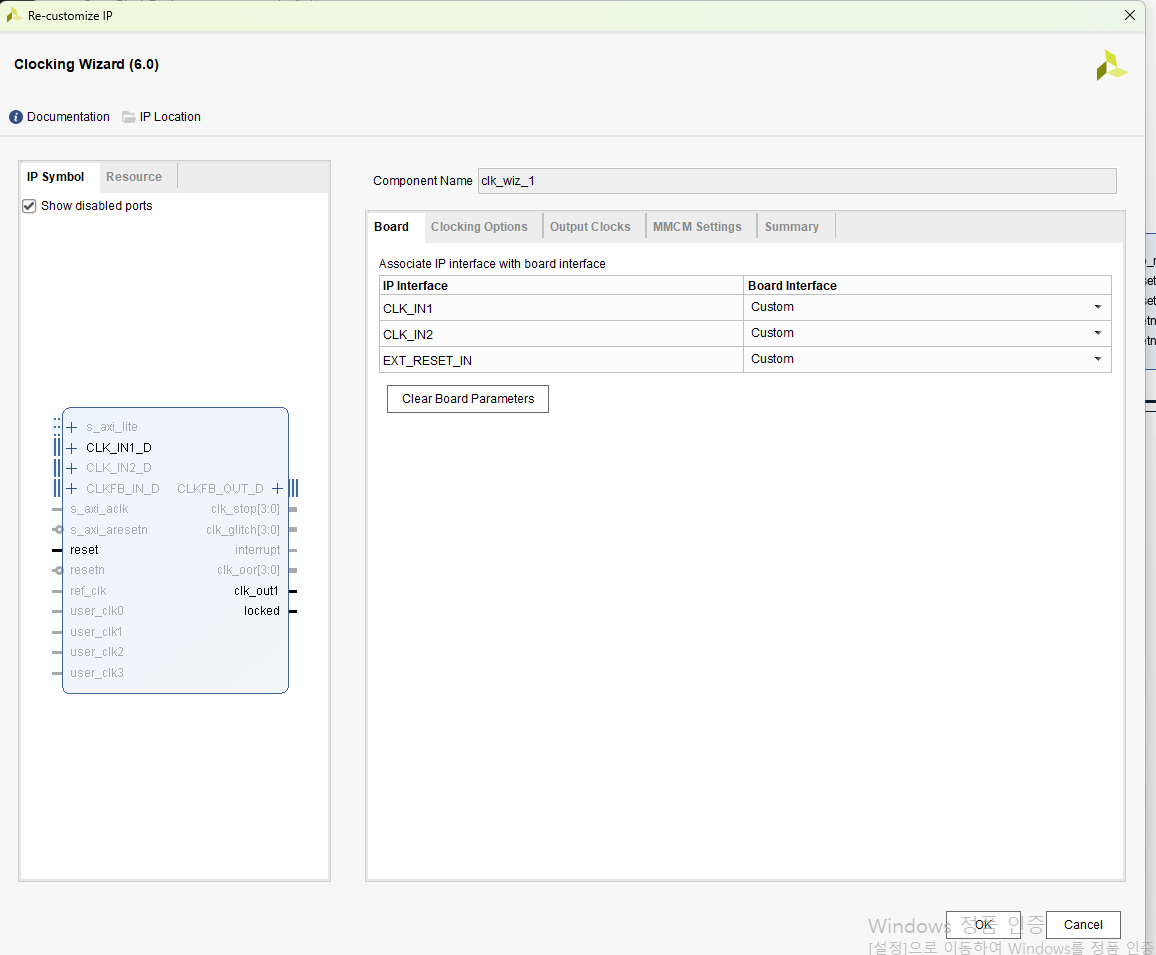 Re-customize IP
Clocking Wizard (6.0)
Documentation IP Location
IP Symbol Resource
Show disabled ports
s_axi_lite
CLK_IN1_D
CLK_IN2_D
CLKFB_IN_D CLKFB_OUT_D
s_axi_aclk clk_stop[3:0]
s_axi_aresetn clk_glitch[3:0]
reset interrupt
resetn clk_oor[3:0]
ref_clk clk_out1
user_clk0 locked
user_clk1
user_clk2
user_clk3
Component Name clk_wiz_1
Board Clocking Options Output Clocks MMCM Settings Summary
Associate IP interface with board interface
IP Interface Board Interface
CLK_IN1 Custom
CLK_IN2 Custom
EXT_RESET_IN Custom
Clear Board Parameters
OK Cancel
Windows 정품 인증
[설정]으로 이동하여 Windows를 정품 인증